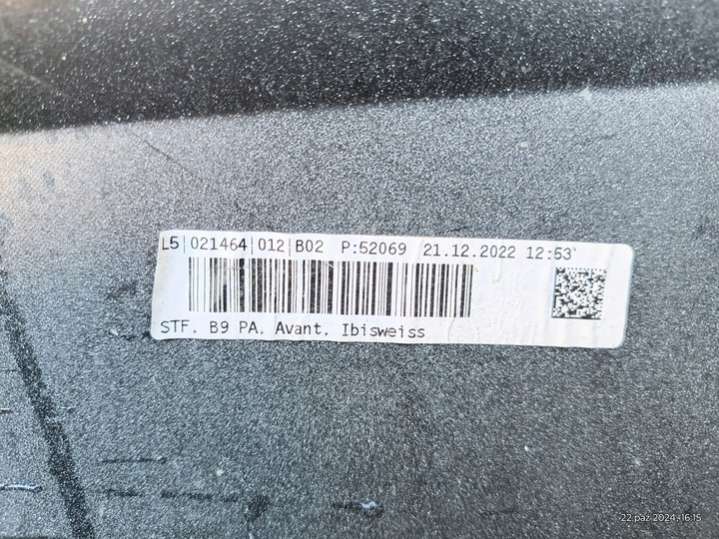 L5|021464|012|B02 P:52069 21.12.2022 12:53
STF. B9 PA. Avant. Ibisweiss
22 paź 2024, 16:15